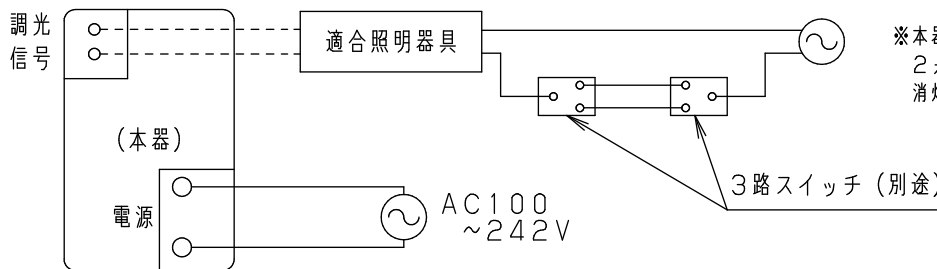 調光
信号
適合照明器具
※本器
2
消
(本器)
3路スイッチ(別途)
電源
AC100
~242V